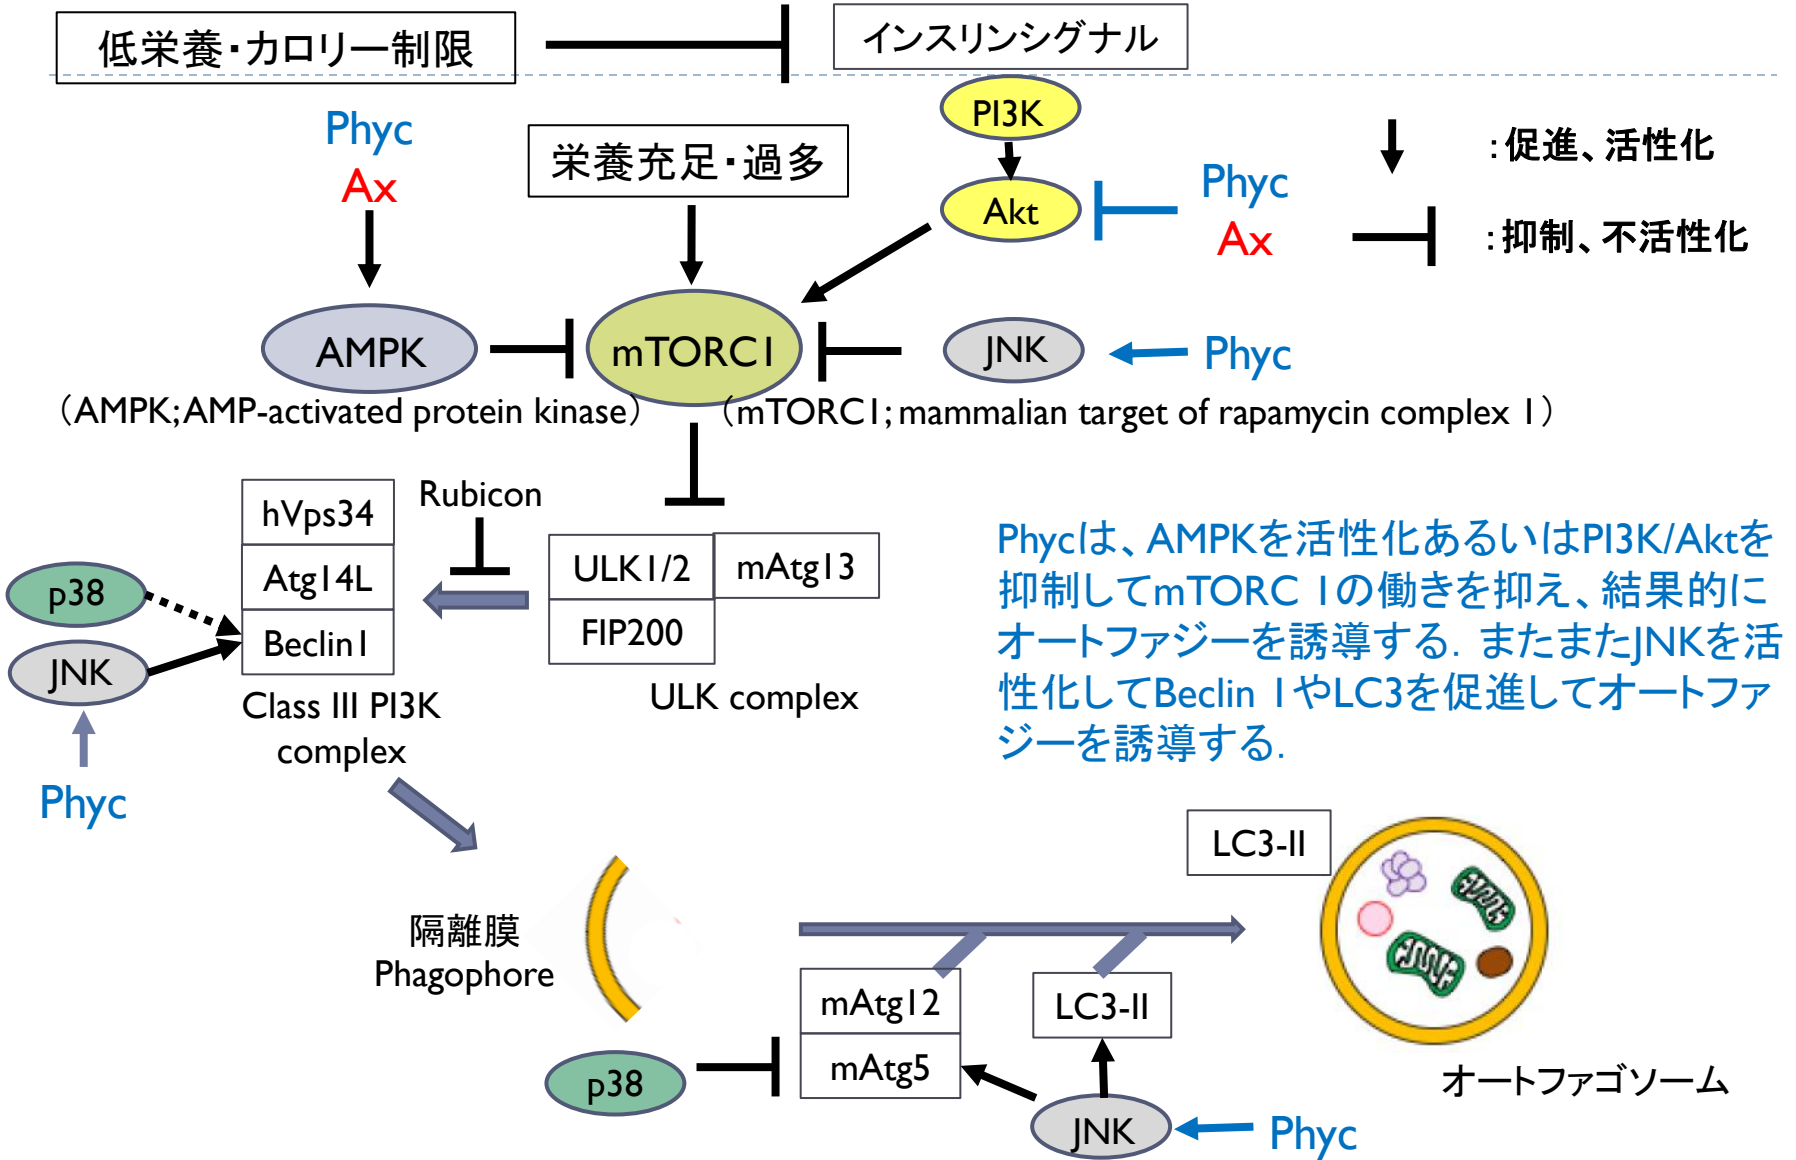 低栄養・カロリー制限
インスリンシグナル
PI3K
Phyc
Ax
栄養充足・過多
Akt
Phyc
Ax
:促進、活性化
:抑制、不活性化
AMPK
mTORC1
JNK
Phyc
（AMPK;AMP-activated protein kinase）
（mTORC1; mammalian target of rapamycin complex 1）
hVps34
Atg14L
Beclin1
Rubicon
ULK1/2
mAtg13
FIP200
ULK complex
p38
JNK
Phyc
Class III PI3K
complex
Phycは、AMPKを活性化あるいはPI3K/Aktを
抑制してmTORC 1の働きを抑え、結果的に
オートファジーを誘導する. またまたJNKを活
性化してBeclin 1やLC3を促進してオートファ
ジーを誘導する.
隔離膜
Phagophore
mAtg12
mAtg5
LC3-II
LC3-II
p38
JNK
Phyc
オートファゴソーム